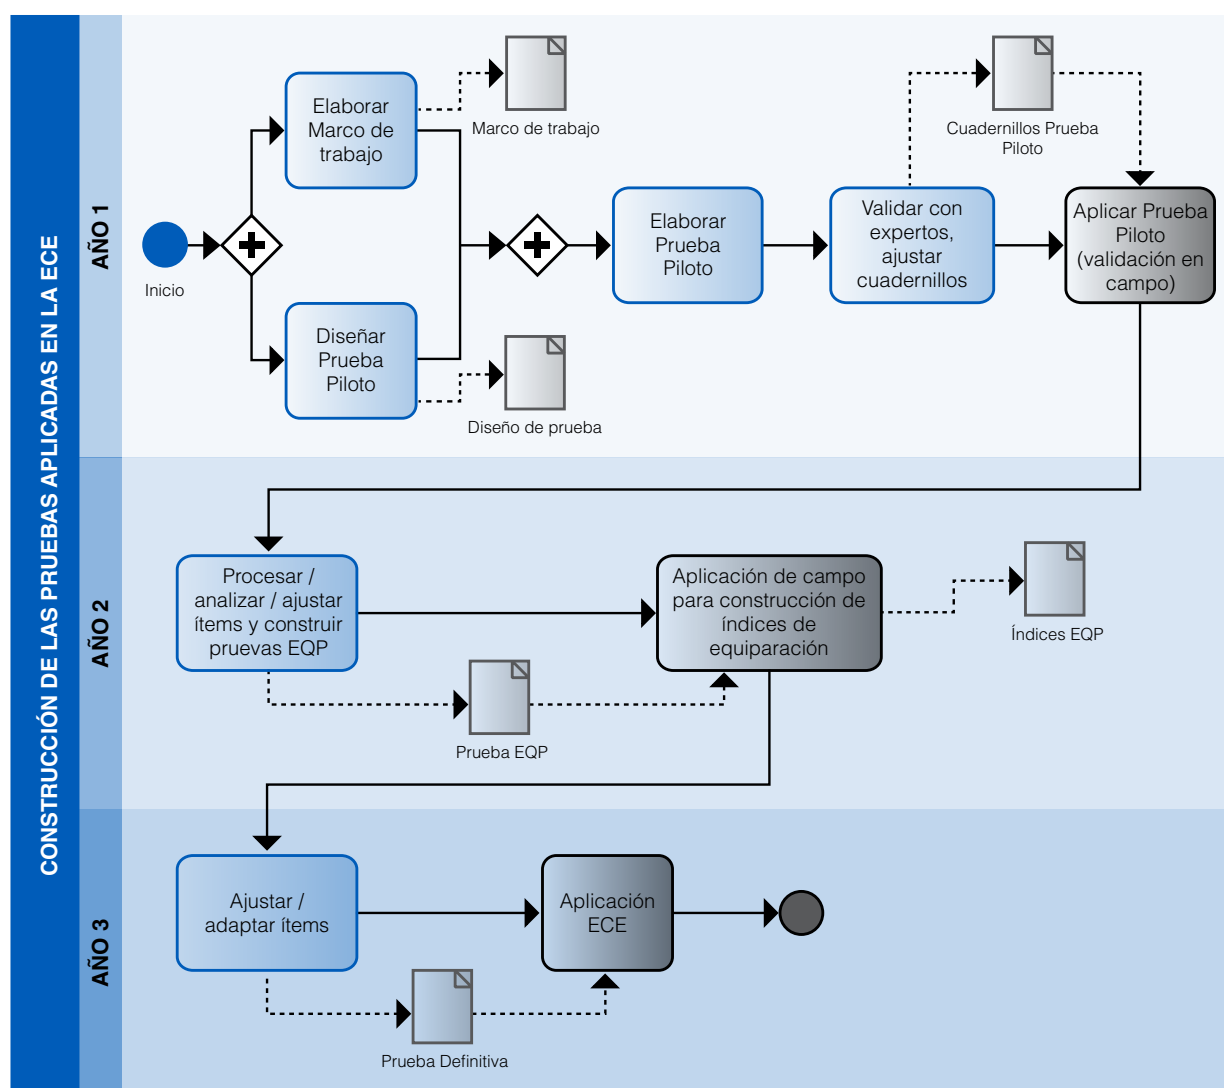 CONSTRUCCIÓN DE LAS PRUEBAS APLICADAS EN LA ECE
AÑO 1
Inicio
Elaborar
Marco de
trabajo
Marco de trabajo
Diseñar
Prueba
Piloto
Diseño de prueba
Elaborar
Prueba
Piloto
Validar con
expertos,
ajustar
cuadernillos
Cuadernillos Prueba
Piloto
Aplicar Prueba
Piloto
(validación en
campo)
AÑO 2
Procesar /
analizar / ajustar
ítems y construir
pruevas EQP
Prueba EQP
Aplicación de campo
para construcción de
índices de
equiparación
Índices EQP
AÑO 3
Ajustar /
adaptar ítems
Prueba Definitiva
Aplicación
ECE